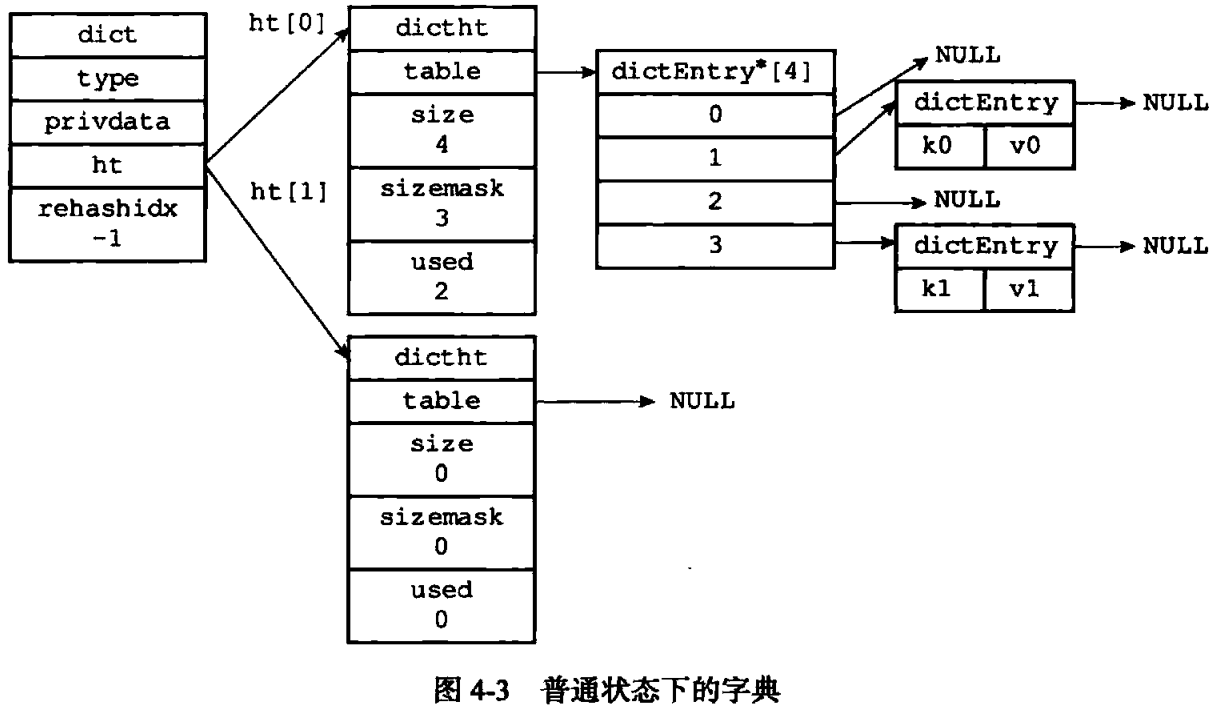 dict
type
privdata
ht
rehashidx
-1
ht[0]
ht[1]
dictht
table
size
4
sizemask
3
used
2
dictht
table
size
0
sizemask
0
used
0
dictEntry*[4]
0
1
2
3
NULL
dictEntry
k0 v0
NULL
NULL
dictEntry
k1 v1
NULL
NULL
图 4-3 普通状态下的字典